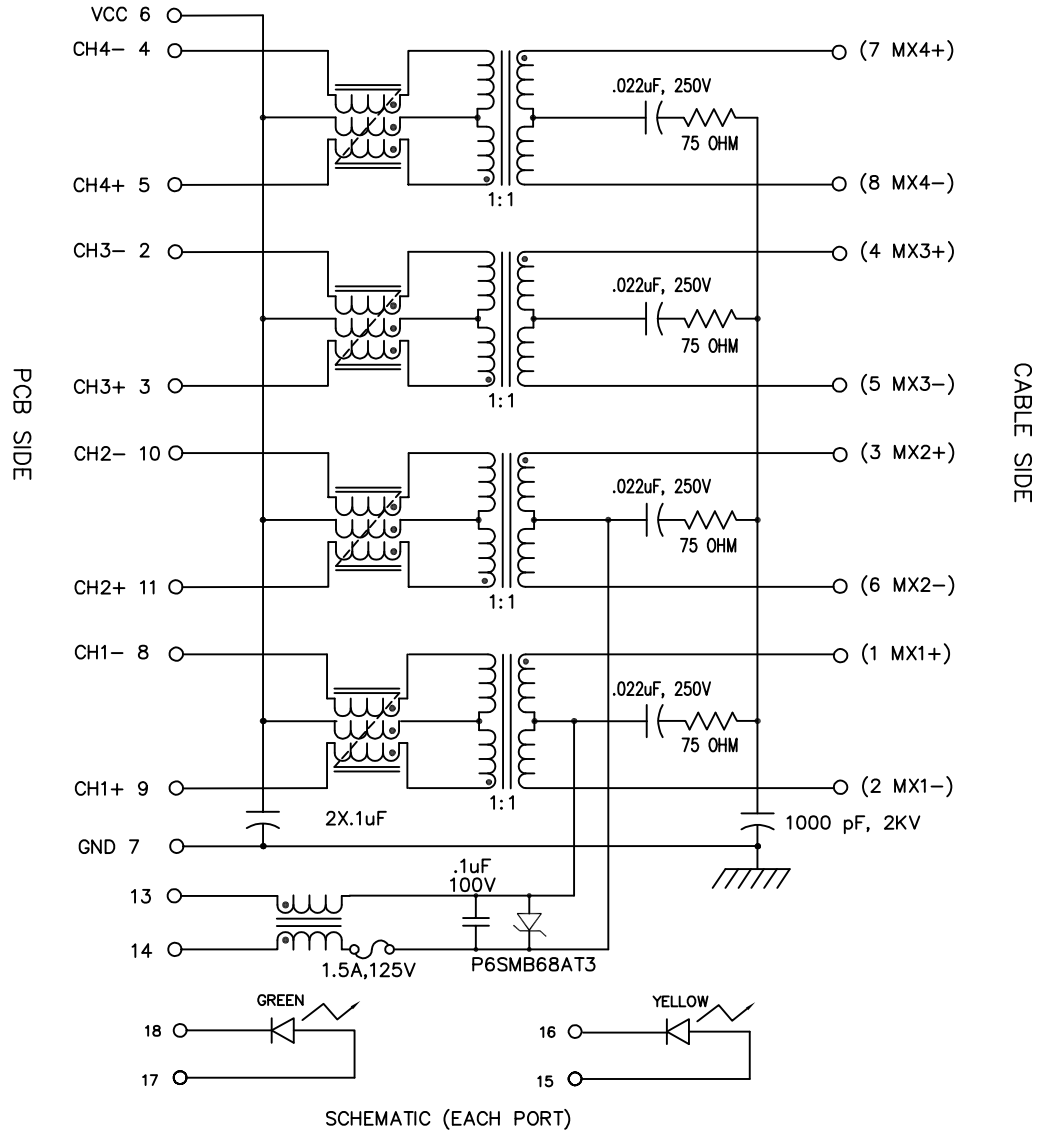 VCC 6
CH4- 4
(7 MX4+)
.022uF, 250V
75 OHM
CH4+ 5
(8 MX4-)
1:1
CH3- 2
(4 MX3+)
.022uF, 250V
75 OHM
CH3+ 3
(5 MX3-)
1:1
PCB SIDE
CABLE SIDE
CH2- 10
(3 MX2+)
.022uF, 250V
75 OHM
CH2+ 11
(6 MX2-)
1:1
CH1- 8
(1 MX1+)
.022uF, 250V
75 OHM
CH1+ 9
(2 MX1-)
1:1
2X.1uF
1000 pF, 2KV
GND 7
.1uF
100V
13
14
1.5A,125V
P6SMB68AT3
GREEN
18
17
YELLOW
16
15
SCHEMATIC (EACH PORT)